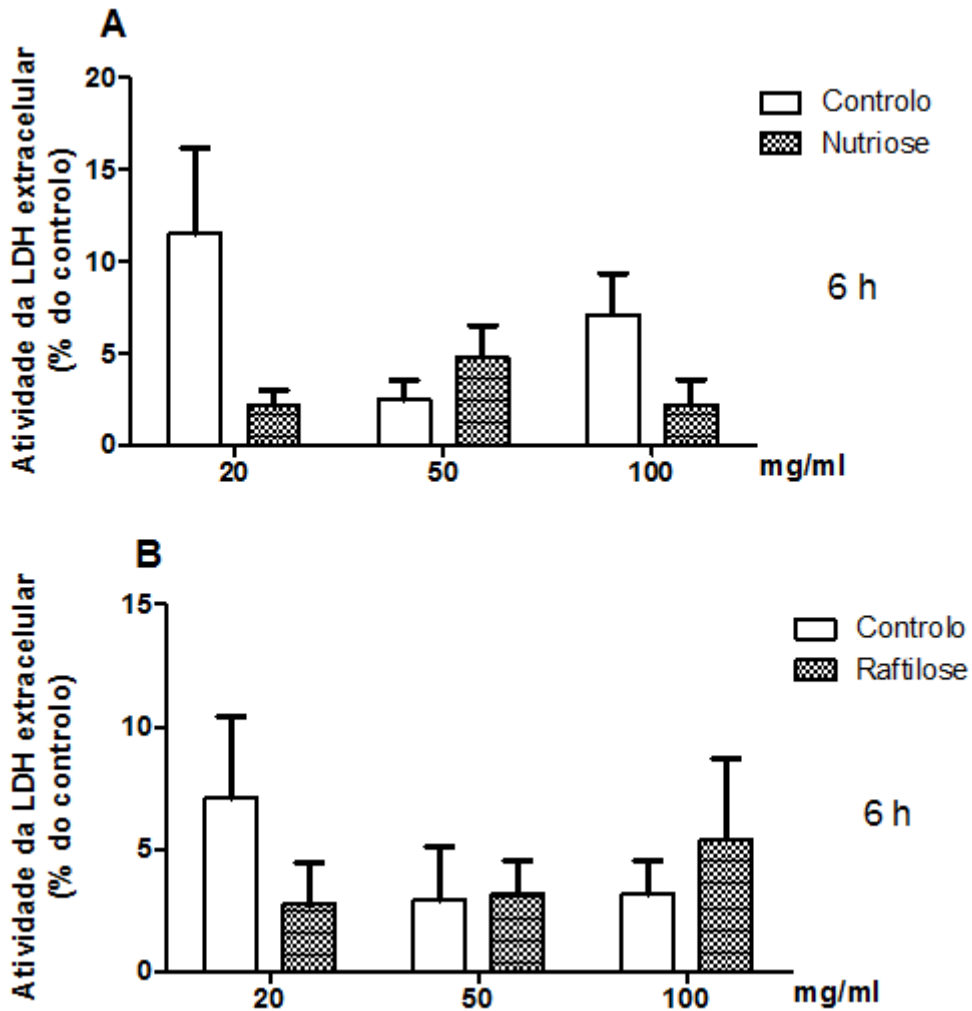 A
Atividade da LDH extracelular
(% do controlo)
20
15
10
5
0
Controlo
Nutriose
6 h
20 50 100 mg/ml
B
Atividade da LDH extracelular
(% do controlo)
15
10
5
0
Controlo
Raftilose
6 h
20 50 100 mg/ml